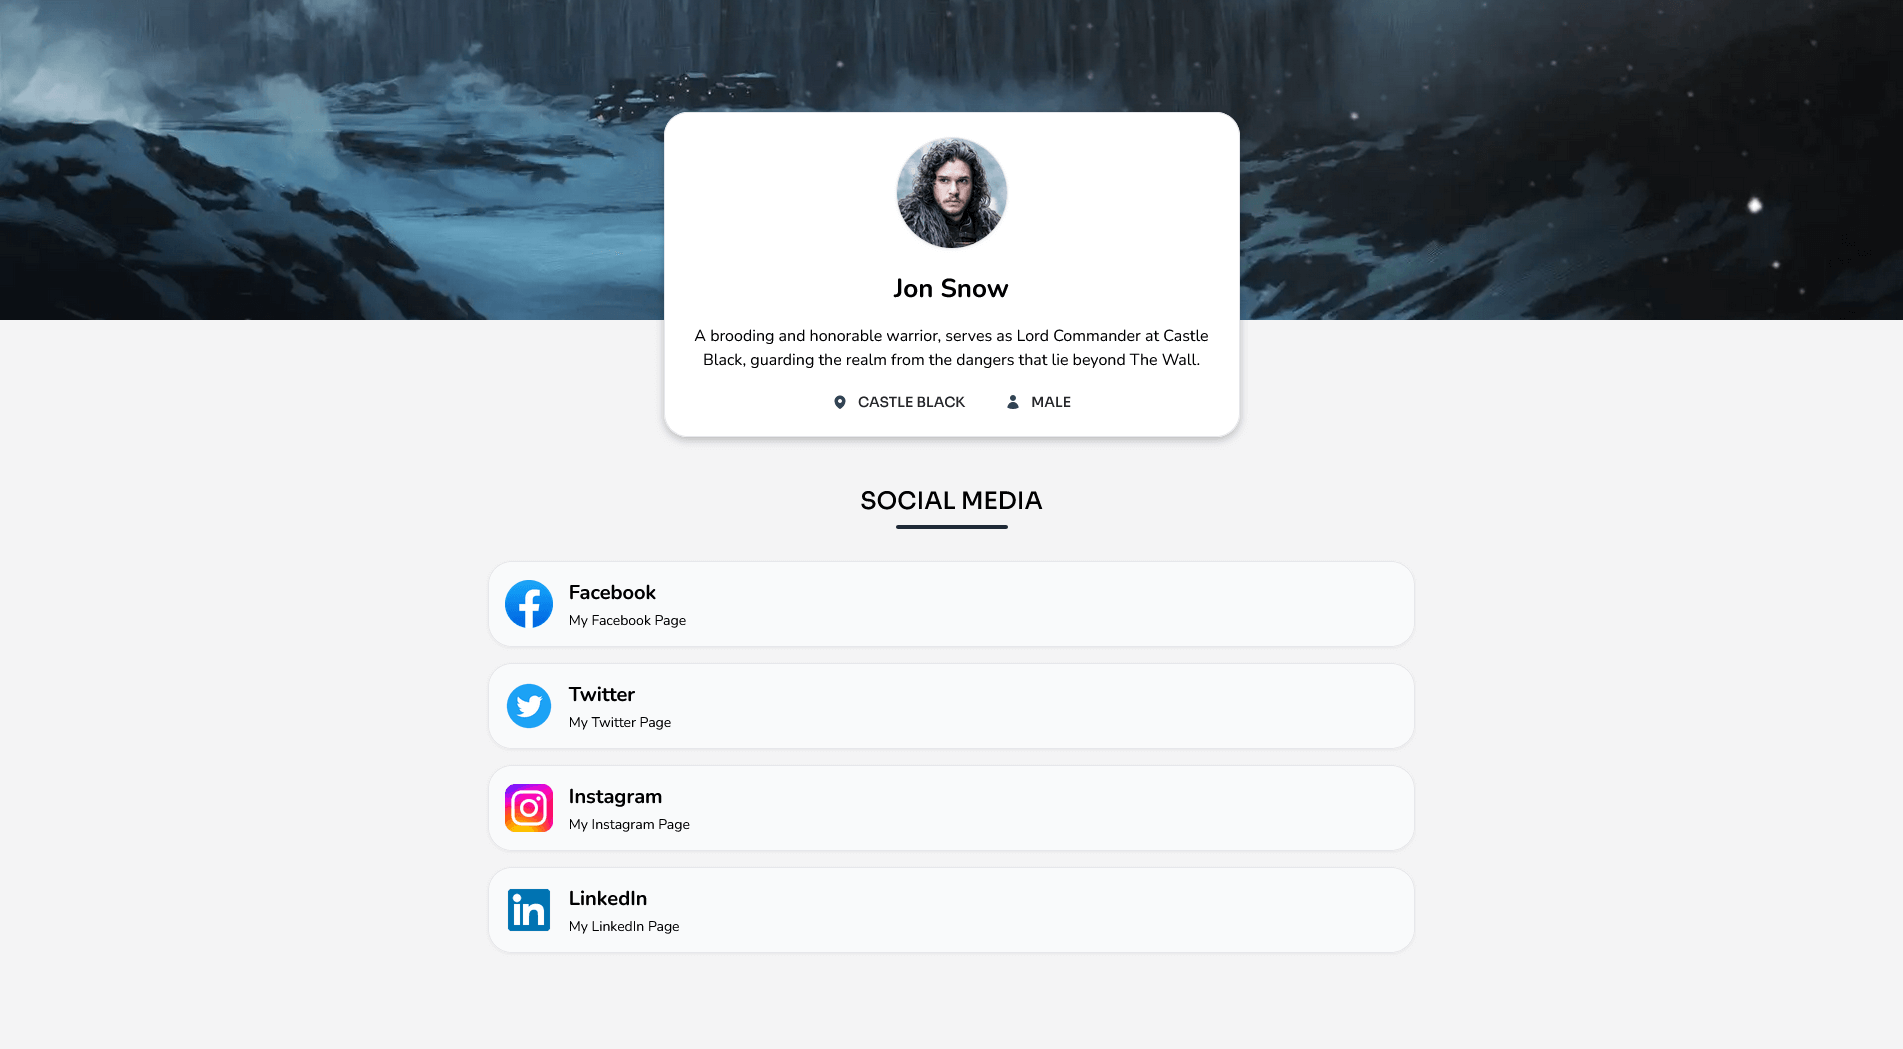 Jon Snow
A brooding and honorable warrior, serves as Lord Commander at Castle
Black, guarding the realm from the dangers that lie beyond The Wall.
CASTLE BLACK MALE
SOCIAL MEDIA
Facebook
My Facebook Page
Twitter
My Twitter Page
Instagram
My Instagram Page
in
LinkedIn
My LinkedIn Page